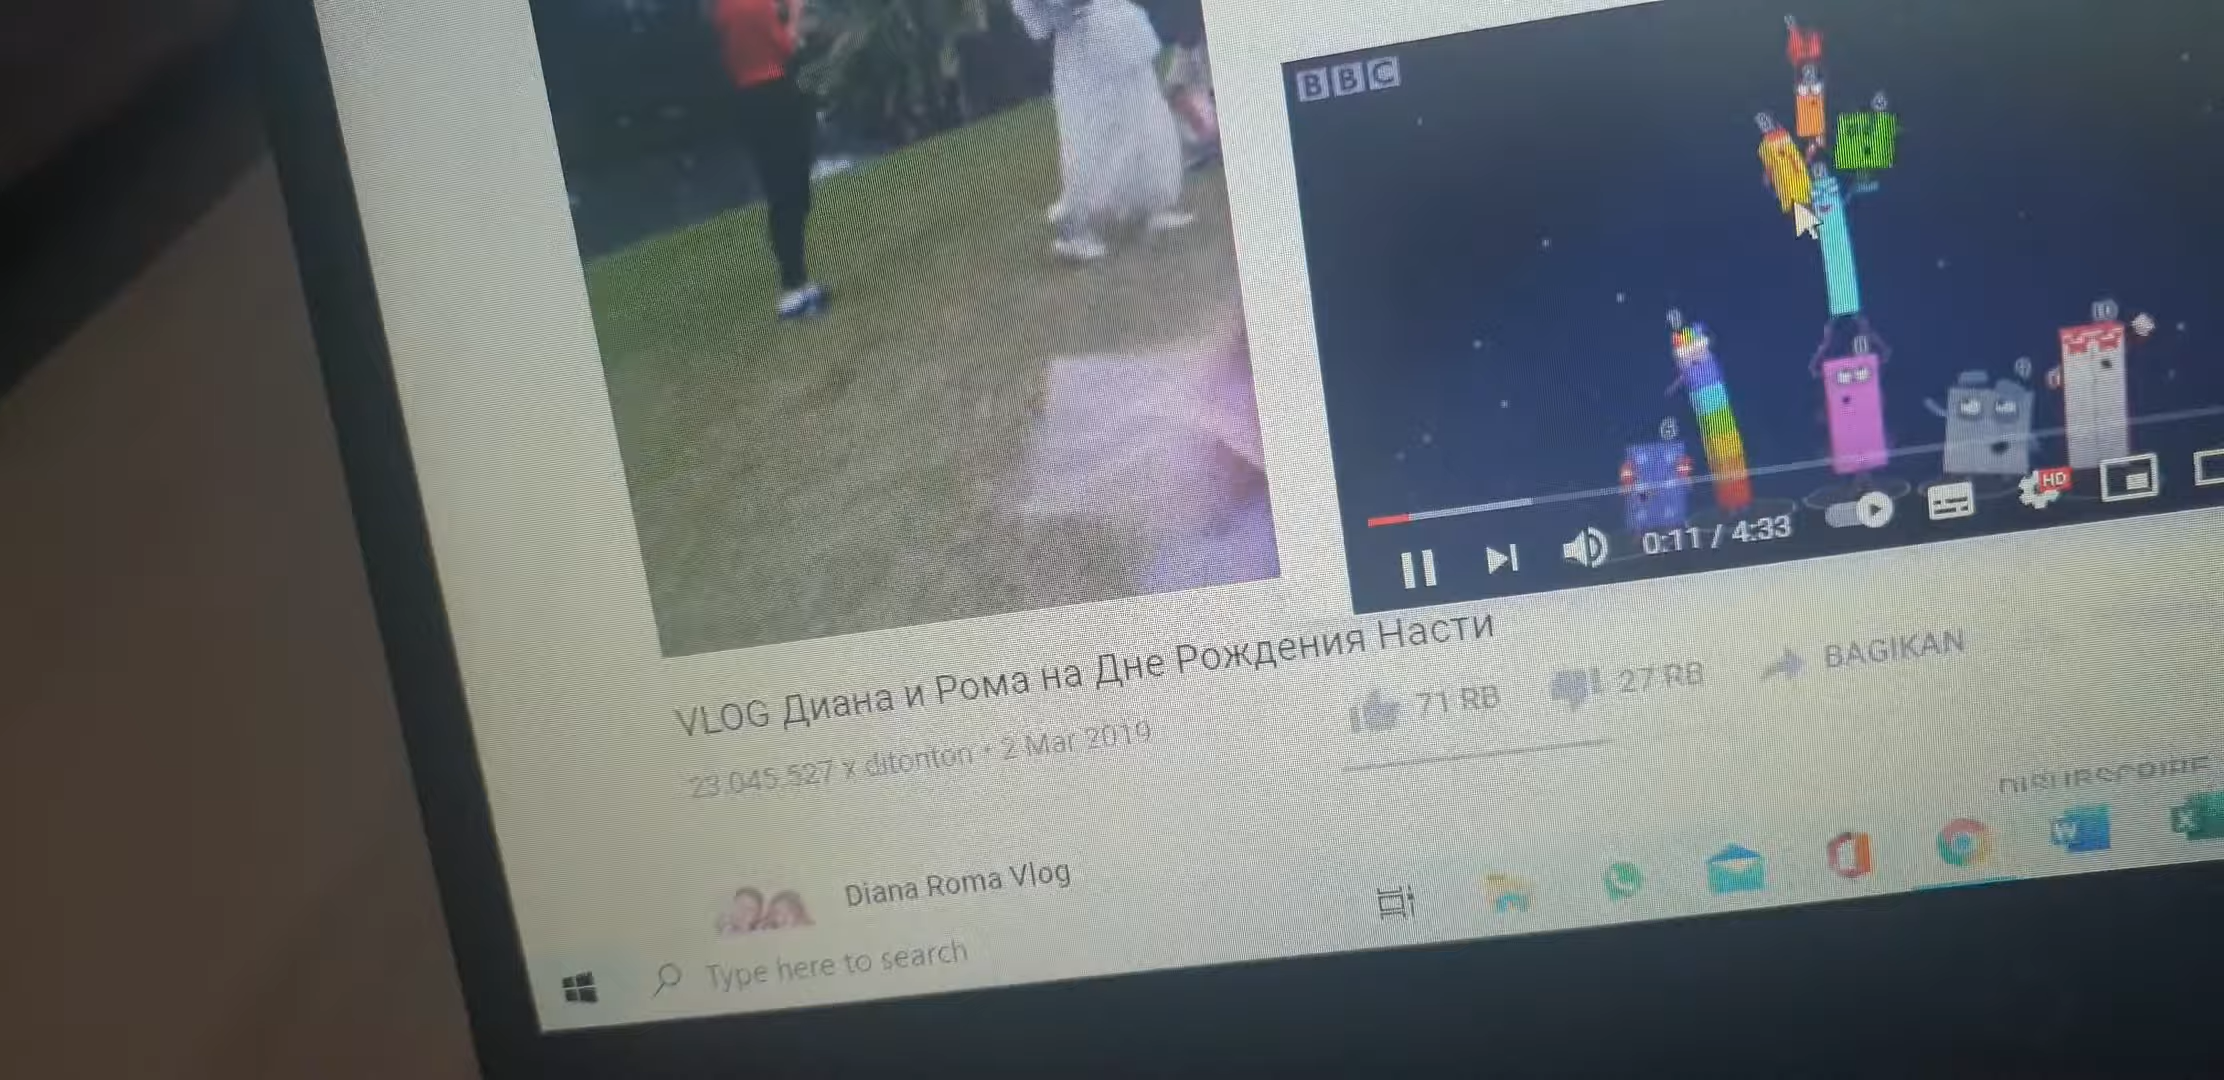 BBC
HD
0:11 / 4:33
VLOG Диана и Рома на Дне Рождения Насти
23.045.527 x ditonton • 2 Mar 2019
71 RB 27 RB BAGIKAN
Diana Roma Vlog
Type here to search